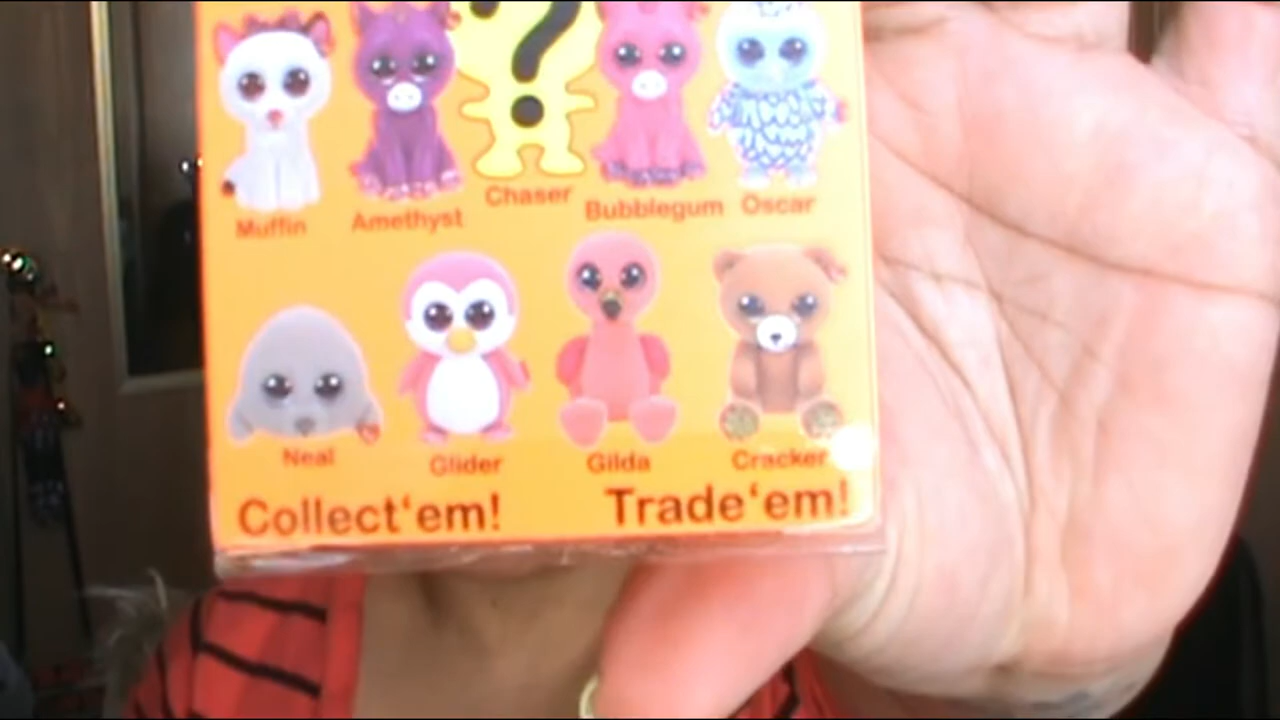 ?
Muffin Amethyst Chaser Bubblegum Oscar
Neal Glider Gilda Cracker
Collect'em! Trade'em!